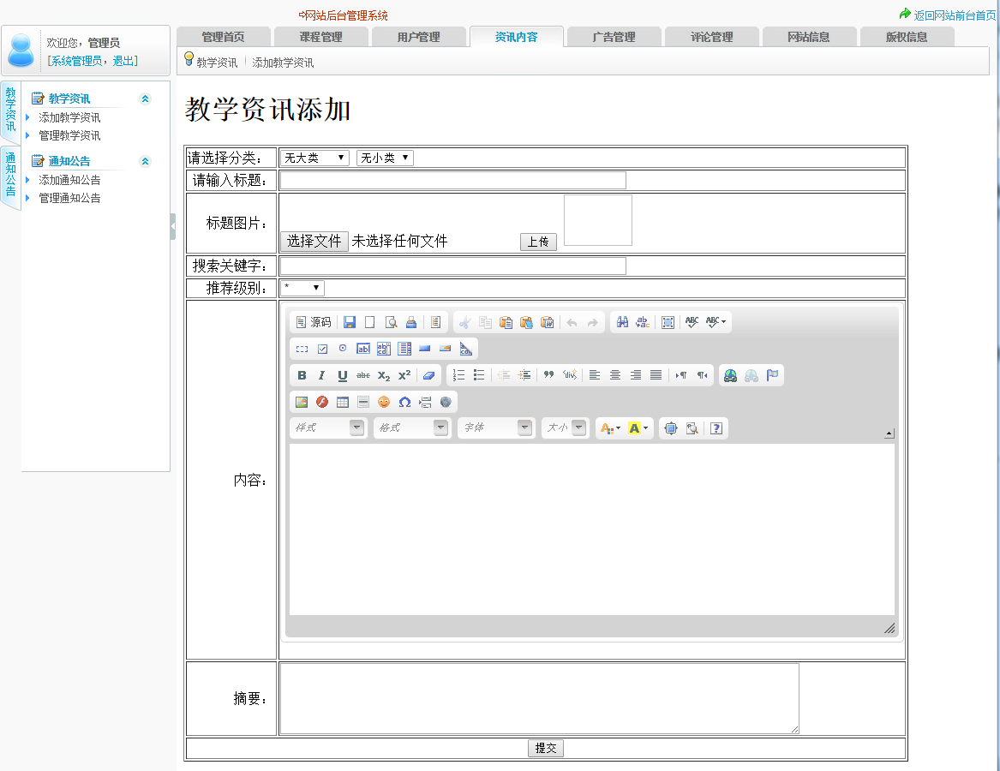 ⇨网站后台管理系统
返回网站前台首页
欢迎您，管理员
[系统管理员，退出]
管理首页 课程管理 用户管理 资讯内容 广告管理 评论管理 网站信息 版权信息
教学资讯 添加教学资讯
教学资讯
教学资讯
添加教学资讯
管理教学资讯
通知公告
通知公告
添加通知公告
管理通知公告
教学资讯添加
请选择分类： 无大类 无小类
请输入标题：
标题图片： 选择文件 未选择任何文件 上传
搜索关键字：
推荐级别： *
内容：
源码 ABC ABC
B I U abc X₂ X²
样式 格式 字体 大小 A A ?
摘要：
提交